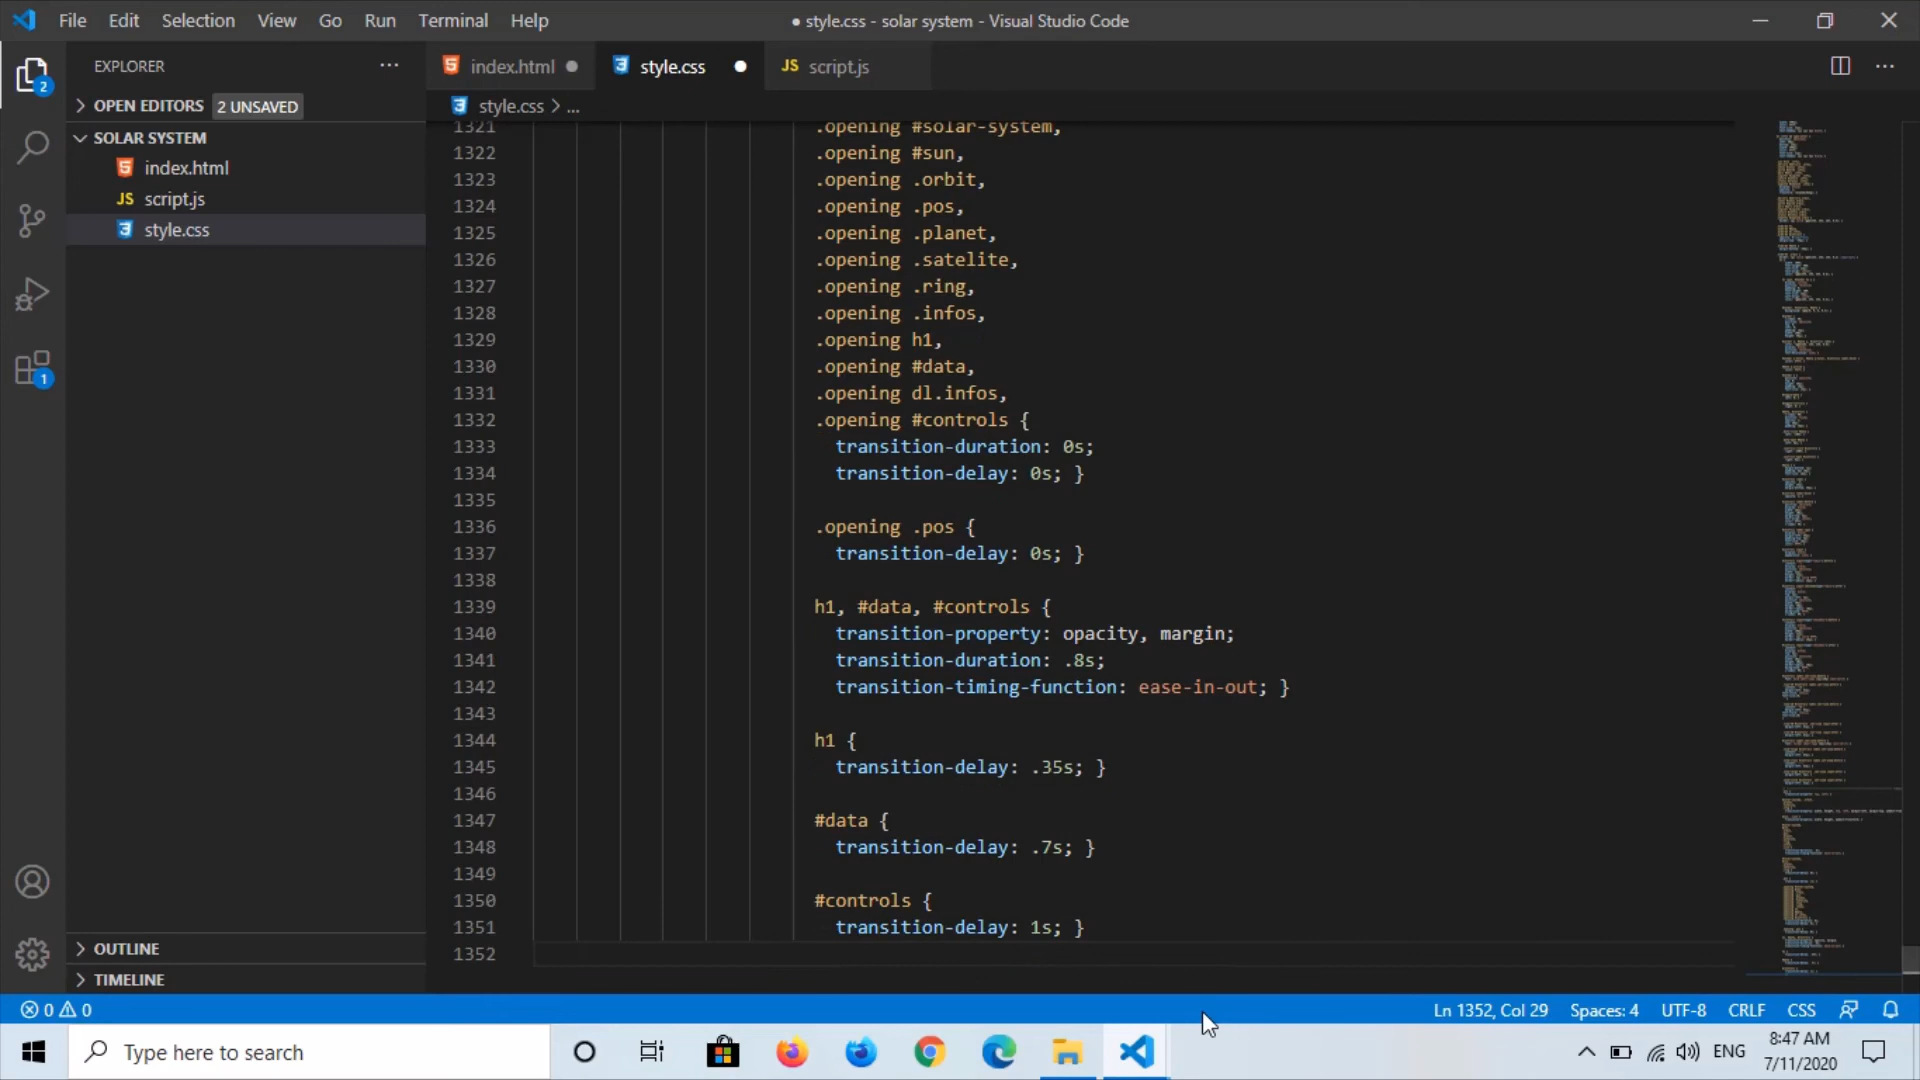 File Edit Selection View Go Run Terminal Help
● style.css - solar system - Visual Studio Code
EXPLORER
index.html
style.css
JS script.js
OPEN EDITORS 2 UNSAVED
style.css > ...
SOLAR SYSTEM
index.html
JS script.js
style.css
2
1
1321 .opening #solar-system,
1322 .opening #sun,
1323 .opening .orbit,
1324 .opening .pos,
1325 .opening .planet,
1326 .opening .satelite,
1327 .opening .ring,
1328 .opening .infos,
1329 .opening h1,
1330 .opening #data,
1331 .opening dl.infos,
1332 .opening #controls {
1333 transition-duration: 0s;
1334 transition-delay: 0s; }
1335
1336 .opening .pos {
1337 transition-delay: 0s; }
1338
1339 h1, #data, #controls {
1340 transition-property: opacity, margin;
1341 transition-duration: .8s;
1342 transition-timing-function: ease-in-out; }
1343
1344 h1 {
1345 transition-delay: .35s; }
1346
1347 #data {
1348 transition-delay: .7s; }
1349
1350 #controls {
1351 transition-delay: 1s; }
1352
OUTLINE
TIMELINE
0 0
Ln 1352, Col 29 Spaces: 4 UTF-8 CRLF CSS
Type here to search
ENG
8:47 AM
7/11/2020